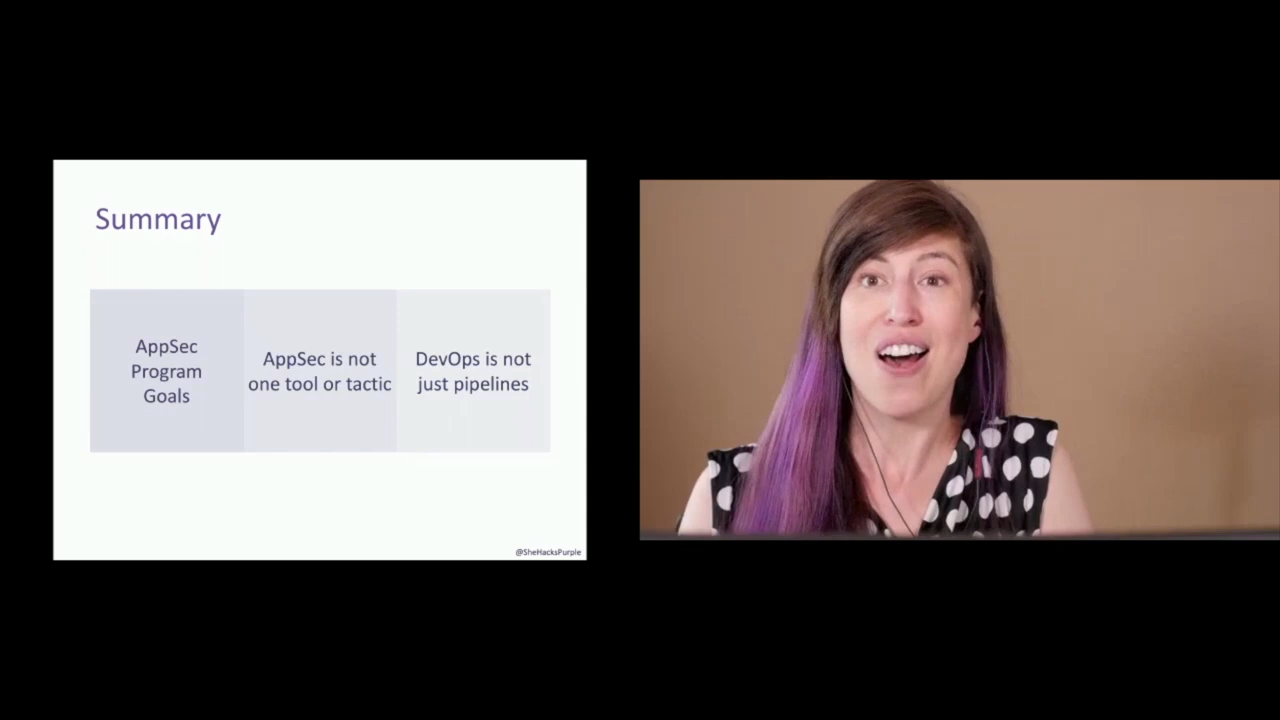 Summary
AppSec
Program
Goals
AppSec is not
one tool or tactic
DevOps is not
just pipelines
@SheHacksPurple